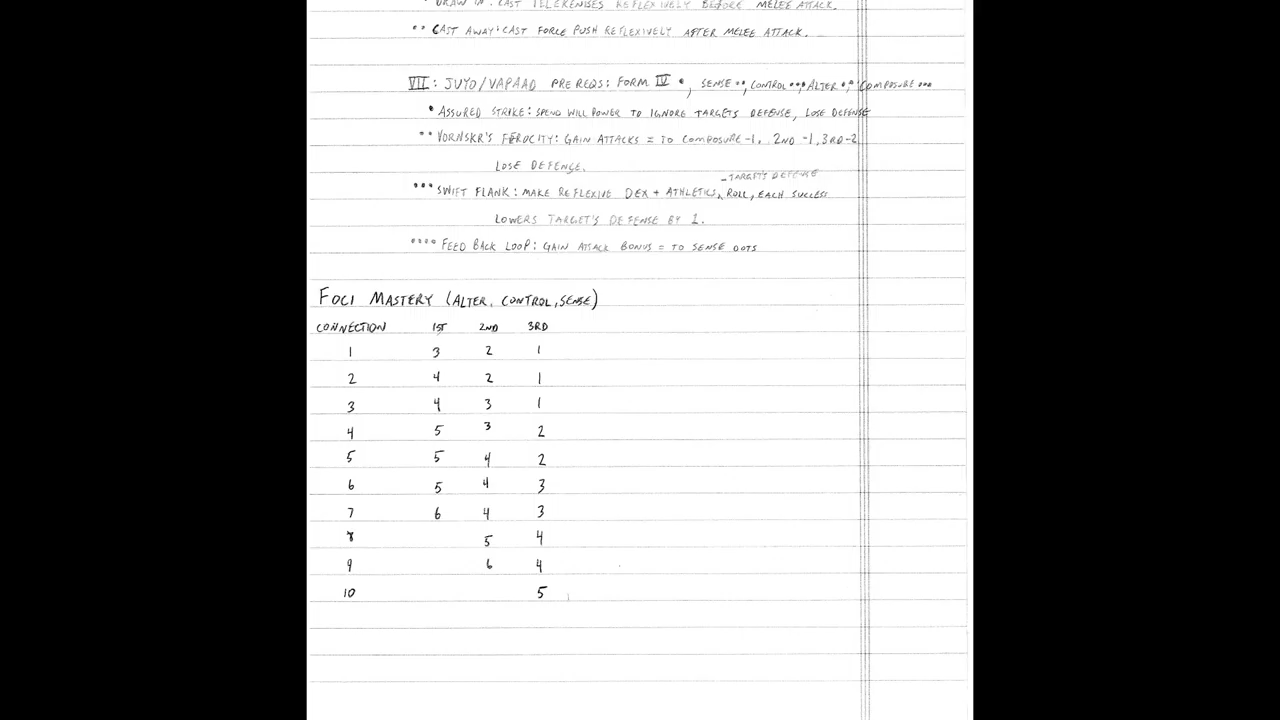 • DRAW IN: CAST TELEKENISES REFLEXIVELY BEFORE MELEE ATTACK.
•• CAST AWAY: CAST FORCE PUSH REFLEXIVELY AFTER MELEE ATTACK.
VII: JUYO/VAPAAD PRE REQS: FORM IV •, SENSE ••, CONTROL •••, ALTER ••, COMPOSURE •••
• ASSURED STRIKE: SPEND WILL POWER TO IGNORE TARGETS DEFENSE, LOSE DEFENSE
•• VORNSKR'S FEROCITY: GAIN ATTACKS = TO COMPOSURE -1. 2ND -1, 3RD -2
LOSE DEFENSE.
- TARGET'S DEFENSE
••• SWIFT FLANK: MAKE REFLEXIVE DEX + ATHLETICS, ROLL, EACH SUCCESS
LOWERS TARGET'S DEFENSE BY 1.
•••• FEED BACK LOOP: GAIN ATTACK BONUS = TO SENSE DOTS
FOCI MASTERY (ALTER, CONTROL, SENSE)
CONNECTION 1ST 2ND 3RD
1 3 2 1
2 4 2 1
3 4 3 1
4 5 3 2
5 5 4 2
6 5 4 3
7 6 4 3
8 5 4
9 6 4
10 5